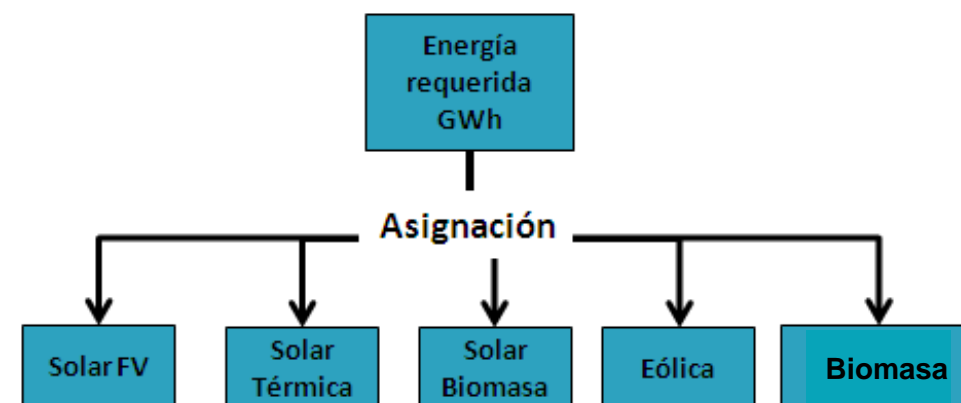 Energía
requerida
GWh
Asignación
Solar FV
Solar
Térmica
Solar
Biomasa
Eólica
Biomasa